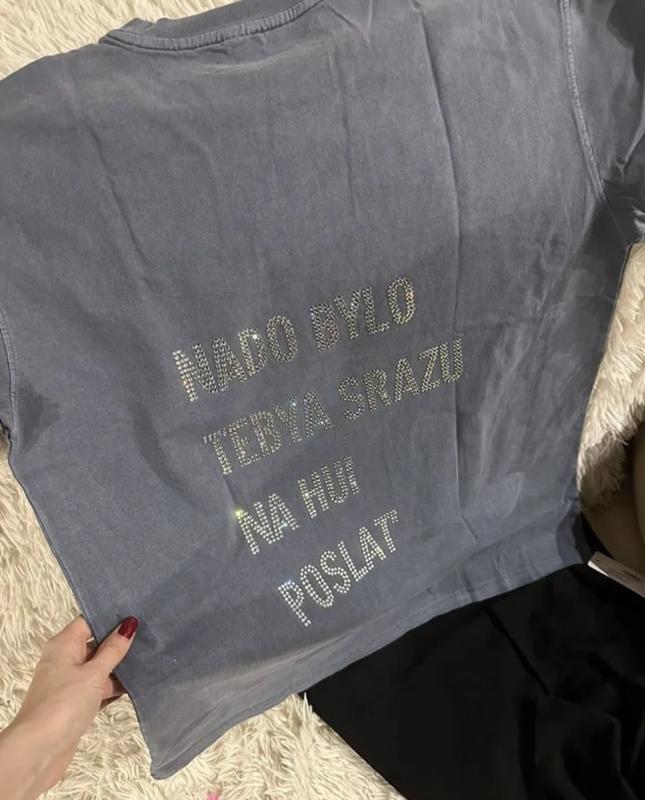 NADO BYLO
TEBYA SRAZU
NA HUI
POSLAT'